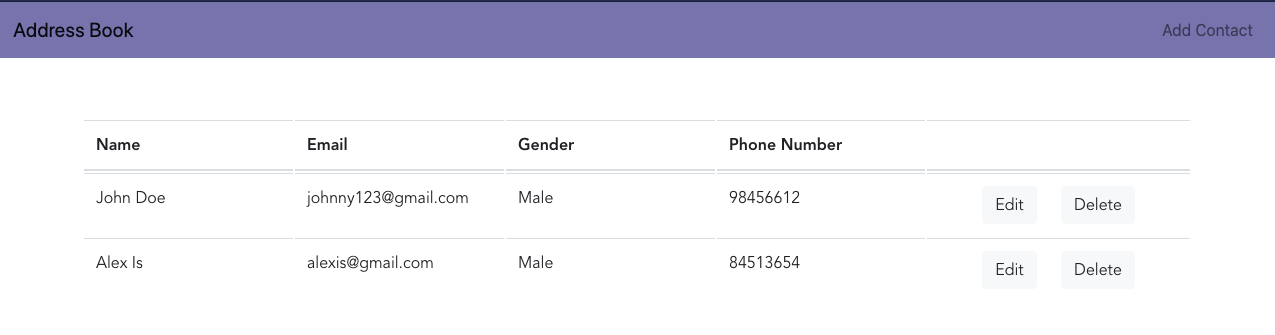 Address Book Add Contact
Name Email Gender Phone Number
John Doe johnny123@gmail.com Male 98456612 Edit Delete
Alex Is alexis@gmail.com Male 84513654 Edit Delete